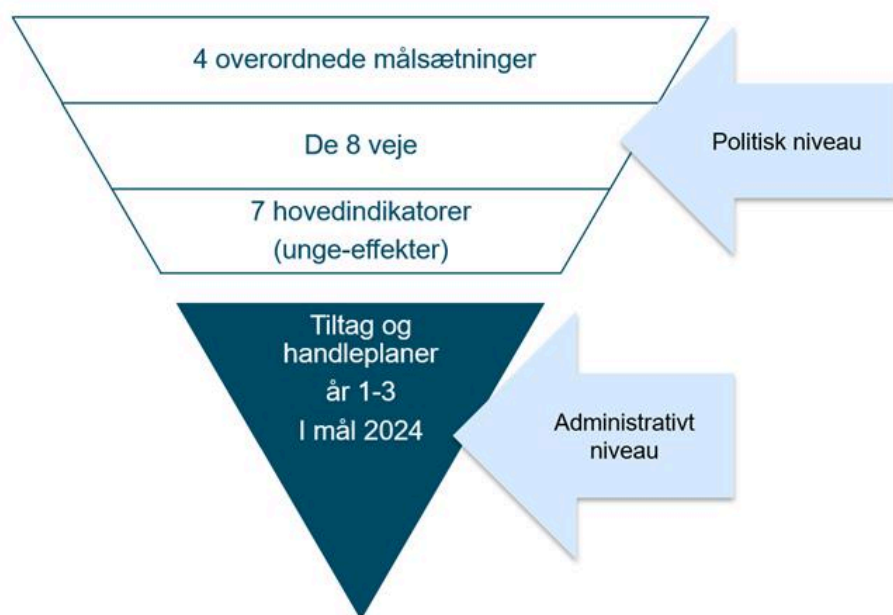 4 overordnede målsætninger
De 8 veje
Politisk niveau
7 hovedindikatorer
(unge-effekter)
Tiltag og
handleplaner
år 1-3
I mål 2024
Administrativt
niveau